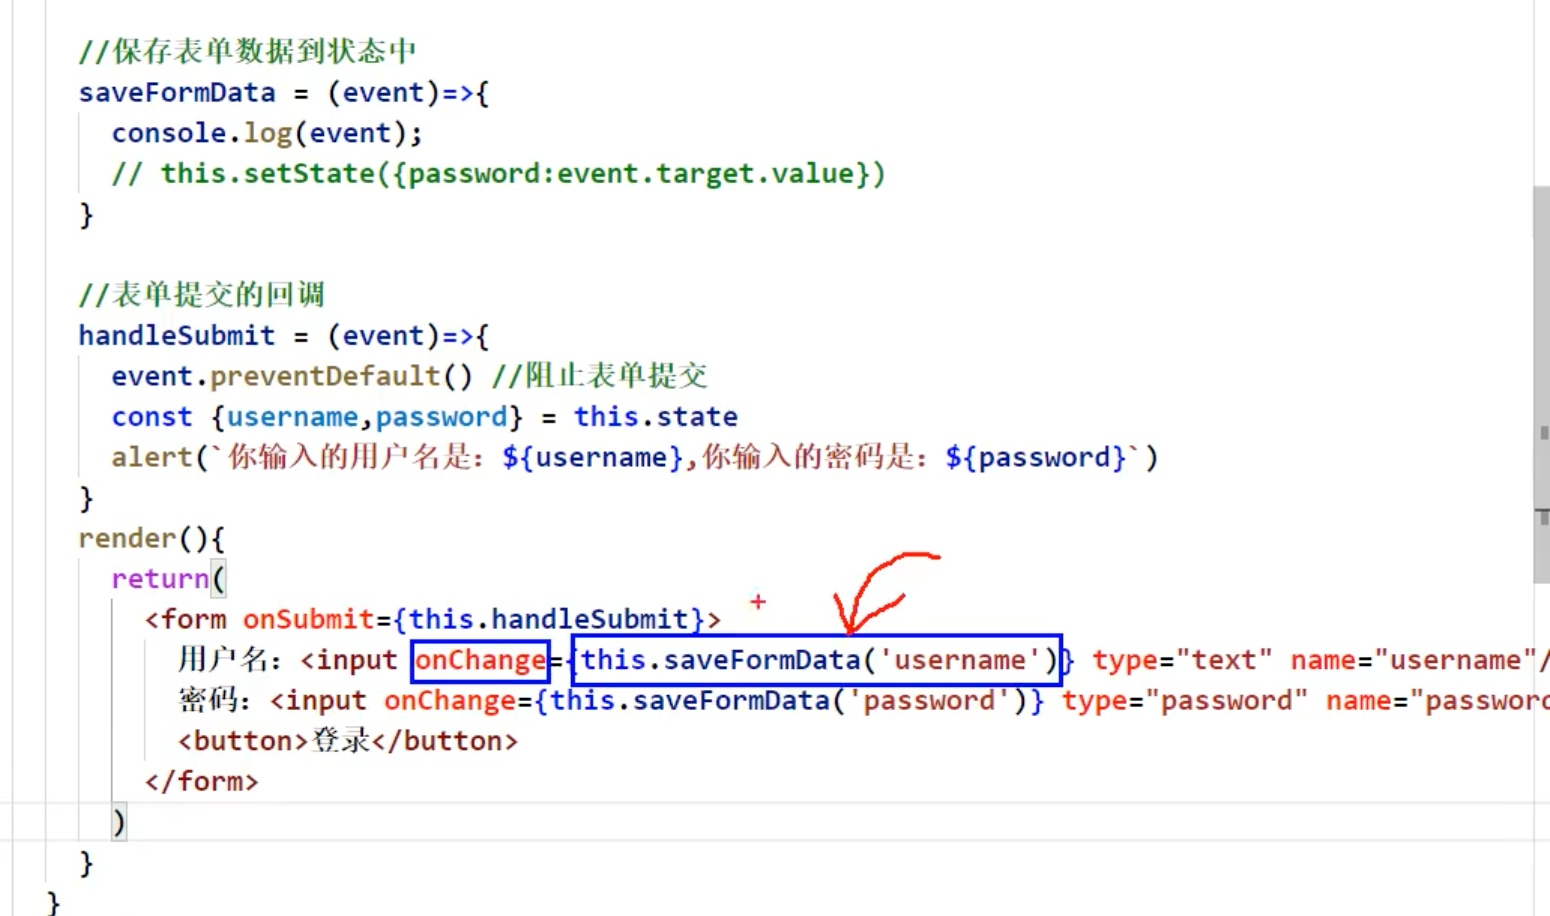 //保存表单数据到状态中
saveFormData = (event)=>{
console.log(event);
// this.setState({password:event.target.value})
}
//表单提交的回调
handleSubmit = (event)=>{
event.preventDefault() //阻止表单提交
const {username,password} = this.state
alert(`你输入的用户名是：${username},你输入的密码是：${password}`)
}
render(){
return(
<form onSubmit={this.handleSubmit}>
用户名：<input onChange={this.saveFormData('username')} type="text" name="username"/
密码：<input onChange={this.saveFormData('password')} type="password" name="password
<button>登录</button>
</form>
)
}
}